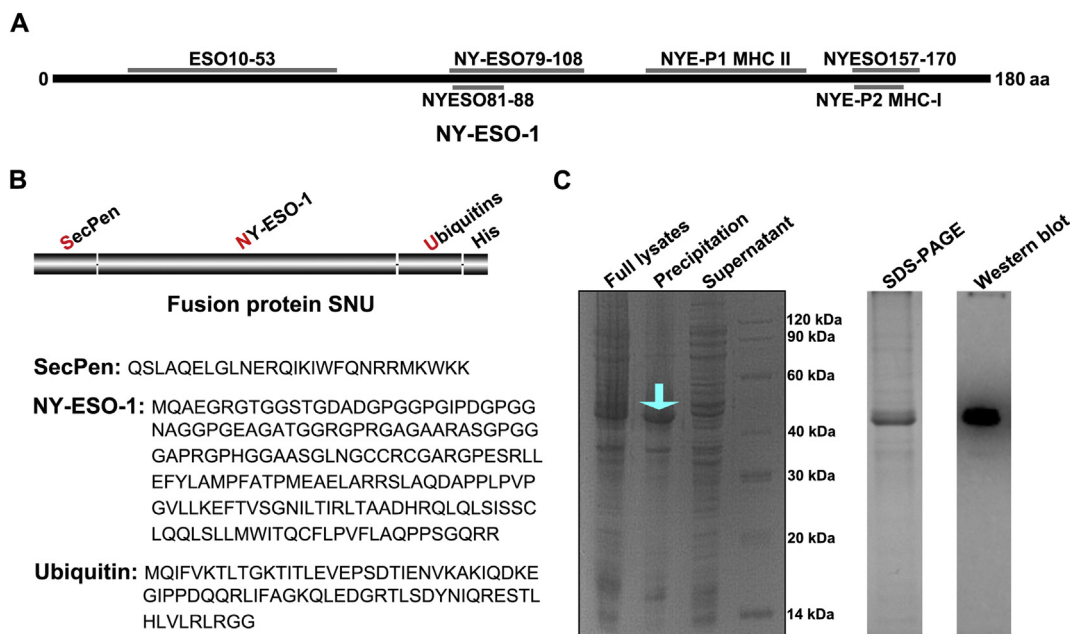 A
ESO10-53
NY-ESO79-108
NYE-P1 MHC II
NYESO157-170
0
180 aa
NYESO81-88
NYE-P2 MHC-I
NY-ESO-1
B
SecPen
NY-ESO-1
Ubiquitins
His
Fusion protein SNU
SecPen: QSLAQELGLNERQIKIWFQNRRMKWKK
NY-ESO-1: MQAEGRGTGGSTGDADGPGGPGIPDGPGG
NAGGPGEAGATGGRGPRGAGAARASGPGG
GAPRGPHGGAASGLNGCCRCGARGPESRLL
EFYLAMPFATPMEAELARRSLAQDAPPLPVP
GVLLKEFTVSGNILTIRLTAADHRQLQLSISSC
LQQLSLLMWITQCFLPVFLAQPPSGQRR
Ubiquitin: MQIFVKTLTGKTITLEVEPSDTIENVKAKIQDKE
GIPPDQQRLIFAGKQLEDGRTLSDYNIQRESTL
HLVLRLRGG
C
Full lysates
Precipitation
Supernatant
SDS-PAGE
Western blot
120 kDa
90 kDa
60 kDa
40 kDa
30 kDa
20 kDa
14 kDa